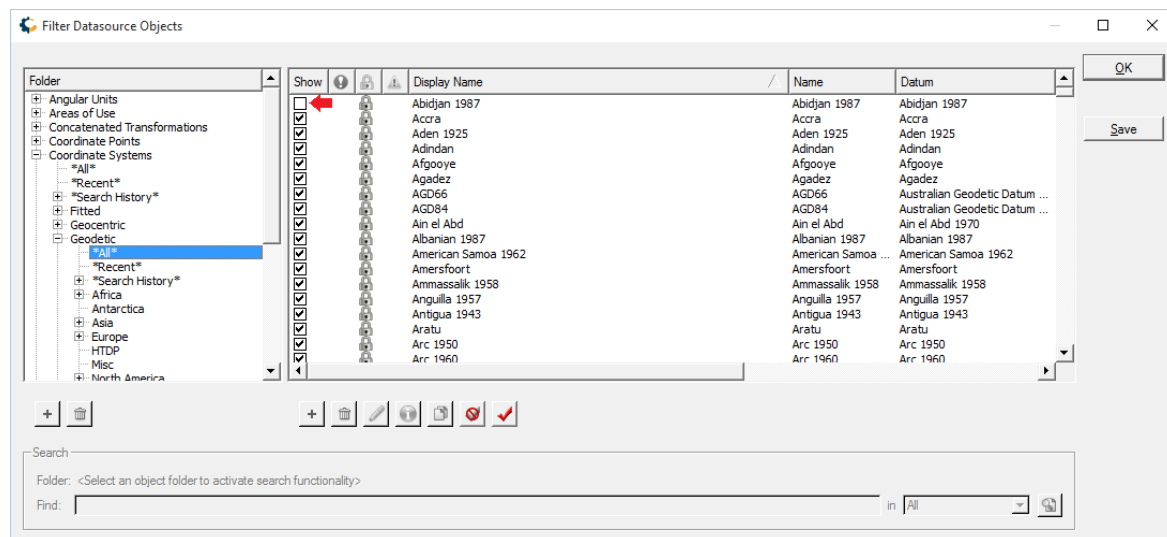 Filter Datasource Objects
Folder
Angular Units
Areas of Use
Concatenated Transformations
Coordinate Points
Coordinate Systems
*All*
*Recent*
*Search History*
Fitted
Geocentric
Geodetic
*All*
*Recent*
*Search History*
Africa
Antarctica
Asia
Europe
HTDP
Misc
North America
Show Display Name Name Datum
Abidjan 1987 Abidjan 1987 Abidjan 1987
Accra Accra Accra
Aden 1925 Aden 1925 Aden 1925
Adindan Adindan Adindan
Afgooye Afgooye Afgooye
Agadez Agadez Agadez
AGD66 AGD66 Australian Geodetic Datum ...
AGD84 AGD84 Australian Geodetic Datum ...
Ain el Abd Ain el Abd Ain el Abd 1970
Albanian 1987 Albanian 1987 Albanian 1987
American Samoa 1962 American Samoa ... American Samoa 1962
Amersfoort Amersfoort Amersfoort
Ammassalik 1958 Ammassalik 1958 Ammassalik 1958
Anguilla 1957 Anguilla 1957 Anguilla 1957
Antigua 1943 Antigua 1943 Antigua 1943
Aratu Aratu Aratu
Arc 1950 Arc 1950 Arc 1950
Arc 1960 Arc 1960 Arc 1960
OK
Save
Search
Folder: <Select an object folder to activate search functionality>
Find: in All